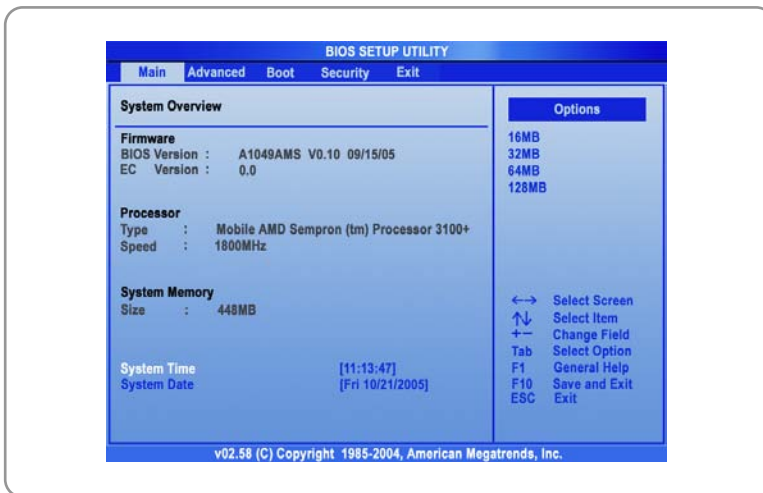 BIOS SETUP UTILITY
Main Advanced Boot Security Exit
System Overview
Firmware
BIOS Version : A1049AMS V0.10 09/15/05
EC Version : 0.0
Processor
Type : Mobile AMD Sempron (tm) Processor 3100+
Speed : 1800MHz
System Memory
Size : 448MB
System Time [11:13:47]
System Date [Fri 10/21/2005]
Options
16MB
32MB
64MB
128MB
←→ Select Screen
↑↓ Select Item
+− Change Field
Tab Select Option
F1 General Help
F10 Save and Exit
ESC Exit
v02.58 (C) Copyright 1985-2004, American Megatrends, Inc.